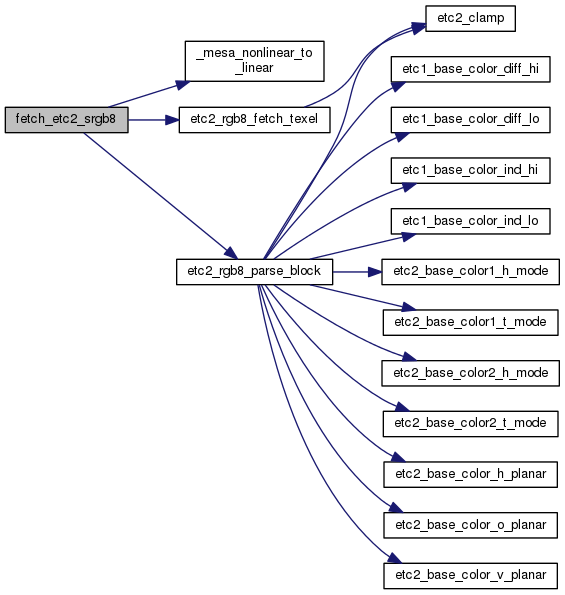 fetch_etc2_srgb8
_mesa_nonlinear_to
_linear
etc2_rgb8_fetch_texel
etc2_rgb8_parse_block
etc2_clamp
etc1_base_color_diff_hi
etc1_base_color_diff_lo
etc1_base_color_ind_hi
etc1_base_color_ind_lo
etc2_base_color1_h_mode
etc2_base_color1_t_mode
etc2_base_color2_h_mode
etc2_base_color2_t_mode
etc2_base_color_h_planar
etc2_base_color_o_planar
etc2_base_color_v_planar